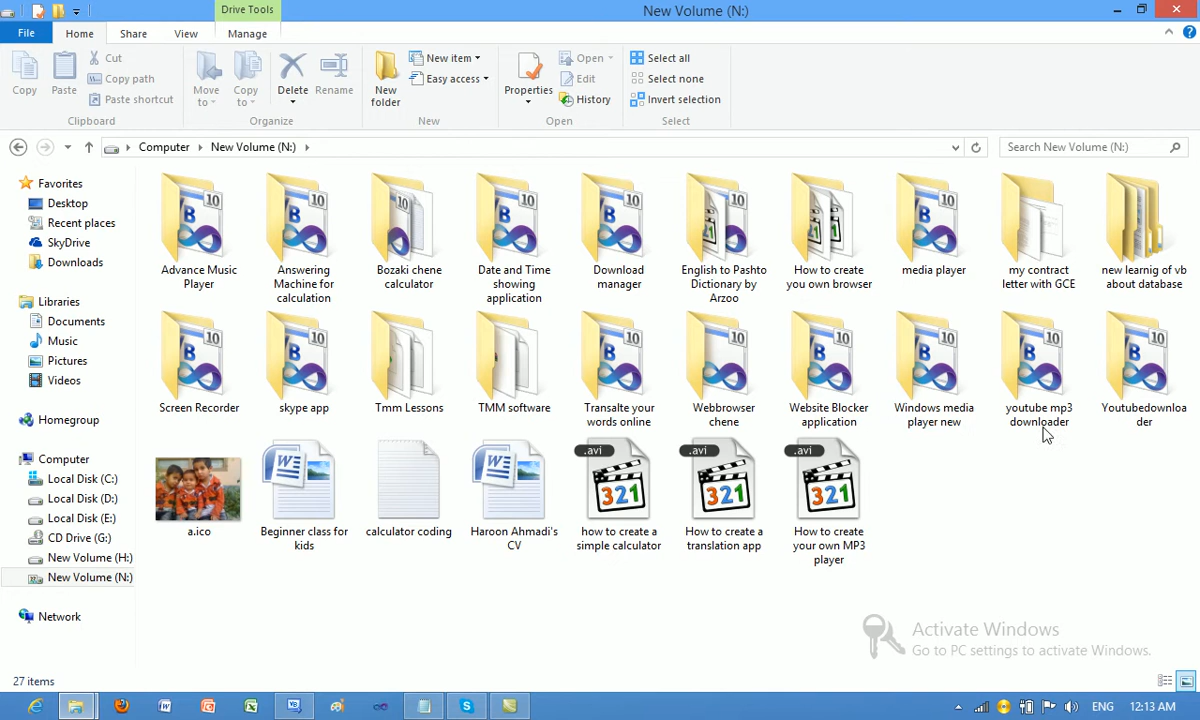 Drive Tools
New Volume (N:)
File
Home
Share
View
Manage
Copy
Paste
Cut
Copy path
Paste shortcut
Clipboard
Move to
Copy to
Delete
Rename
Organize
New folder
New item
Easy access
New
Properties
Open
Edit
History
Open
Select all
Select none
Invert selection
Select
Computer
New Volume (N:)
Search New Volume (N:)
Favorites
Desktop
Recent places
SkyDrive
Downloads
Libraries
Documents
Music
Pictures
Videos
Homegroup
Computer
Local Disk (C:)
Local Disk (D:)
Local Disk (E:)
CD Drive (G:)
New Volume (H:)
New Volume (N:)
Network
Advance Music
Player
Answering
Machine for
calculation
Bozaki chene
calculator
Date and Time
showing
application
Download
manager
English to Pashto
Dictionary by
Arzoo
How to create
you own browser
media player
my contract
letter with GCE
new learnig of vb
about database
Screen Recorder
skype app
Tmm Lessons
TMM software
Transalte your
words online
Webbrowser
chene
Website Blocker
application
Windows media
player new
youtube mp3
downloader
Youtubedownloa
der
a.ico
Beginner class for
kids
calculator coding
Haroon Ahmadi's
CV
.avi
321
how to create a
simple calculator
.avi
321
How to create a
translation app
.avi
321
How to create
your own MP3
player
Activate Windows
Go to PC settings to activate Windows.
27 items
ENG
12:13 AM